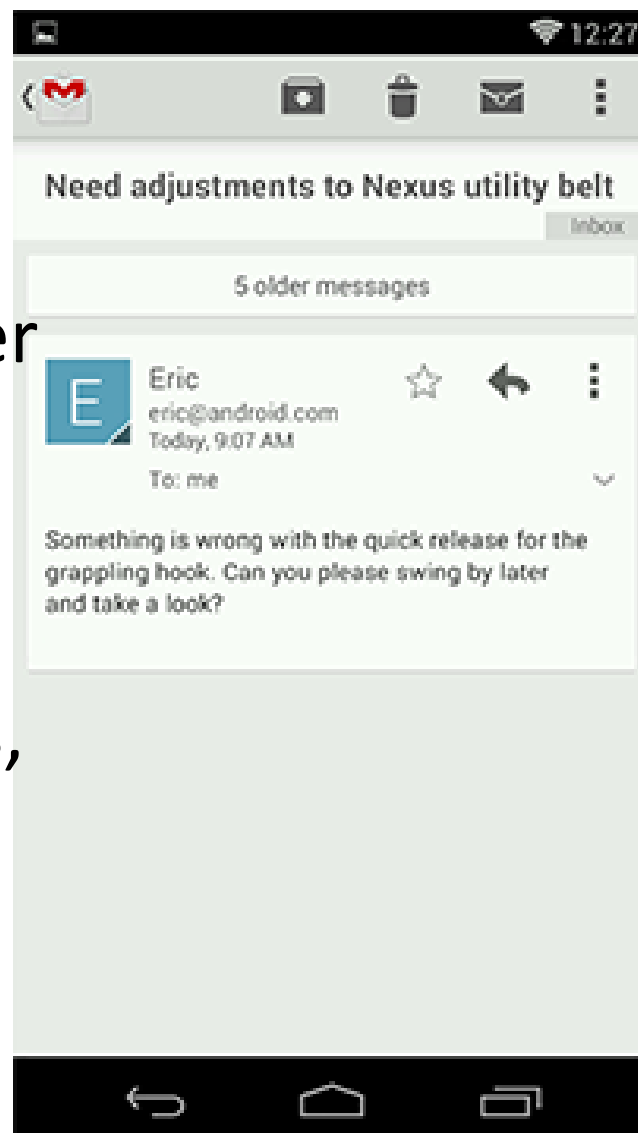 12:27
Need adjustments to Nexus utility belt
Inbox
5 older messages
er
E
Eric
eric@android.com
Today, 9:07 AM
To: me
Something is wrong with the quick release for the
grappling hook. Can you please swing by later
and take a look?
,